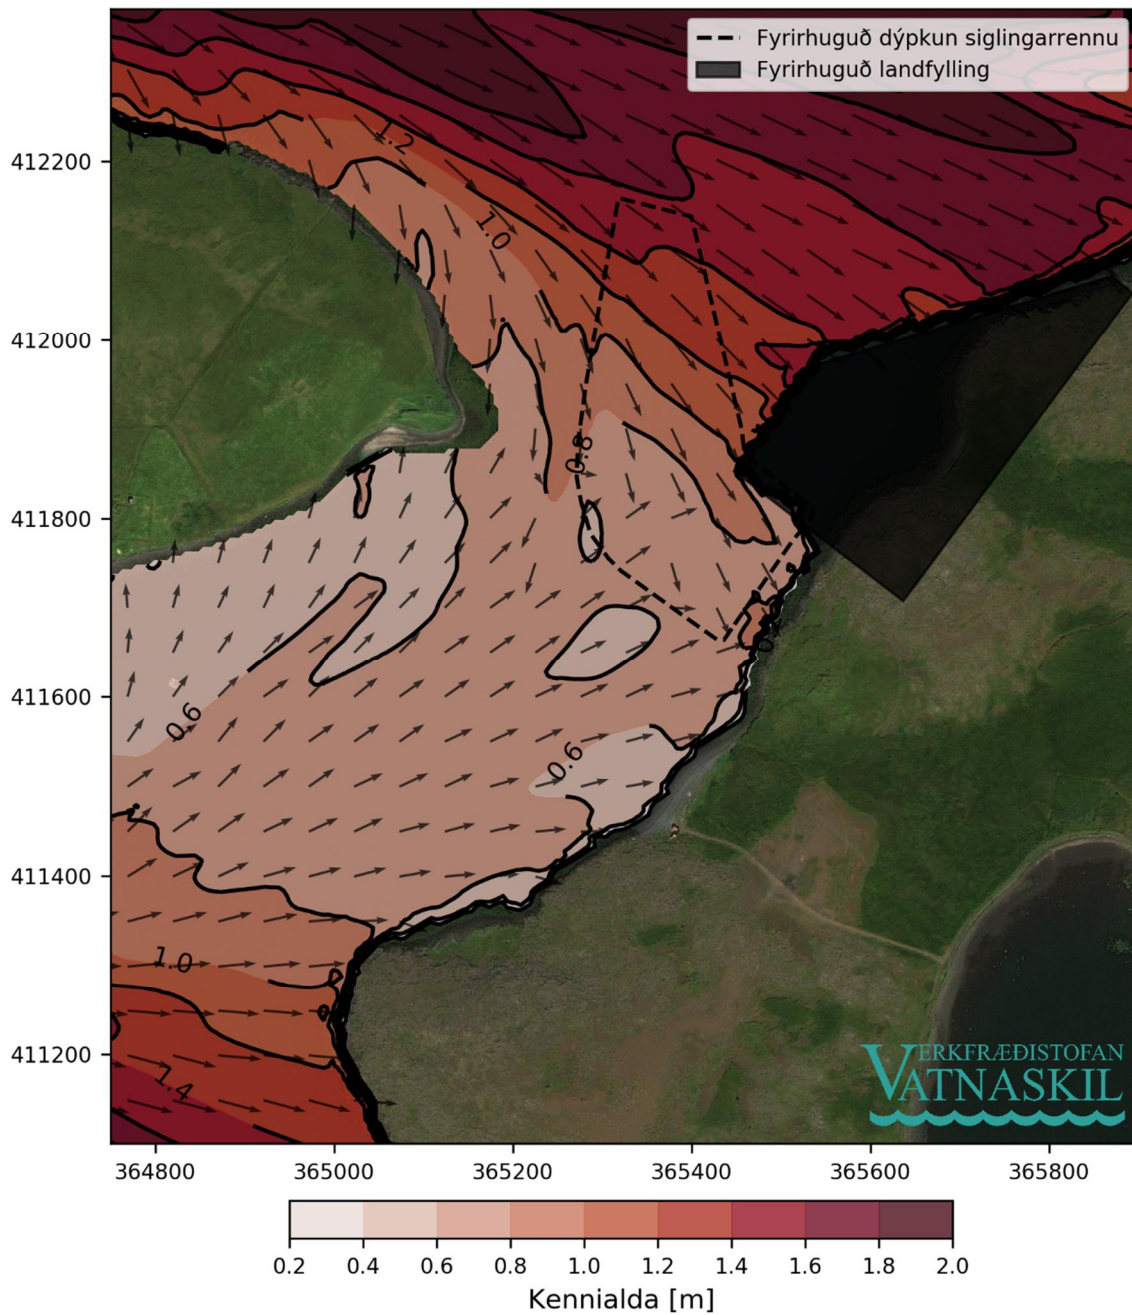 Fyrirhuguð dýpkun siglingarrennu
Fyrirhuguð landfylling
412200
412000
411800
411600
411400
411200
1.2
1.0
0.8
0.6
0.6
1.0
1.4
VERKFRÆÐISTOFAN
VATNASKIL
364800 365000 365200 365400 365600 365800
0.2 0.4 0.6 0.8 1.0 1.2 1.4 1.6 1.8 2.0
Kennialda [m]